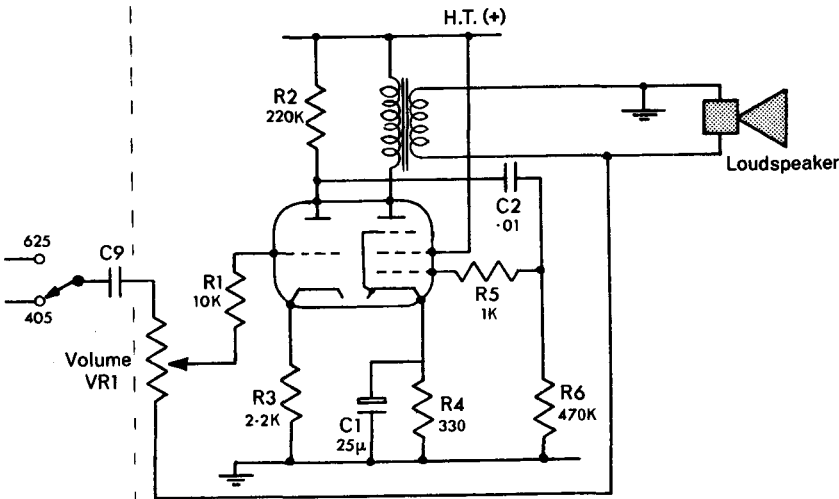 H.T. (+)
R2
220K
C2
·01
Loudspeaker
625
C9
405
R1
10K
R5
1K
Volume
VR1
R3
2·2K
C1
25µ
R4
330
R6
470K